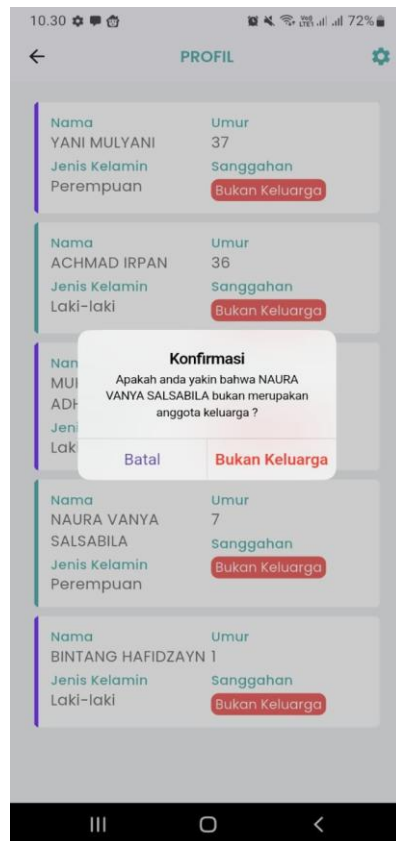 10.30
72%
PROFIL
Nama Umur
YANI MULYANI 37
Jenis Kelamin Sanggahan
Perempuan Bukan Keluarga
Nama Umur
ACHMAD IRPAN 36
Jenis Kelamin Sanggahan
Laki-laki Bukan Keluarga
Konfirmasi
Apakah anda yakin bahwa NAURA
VANYA SALSABILA bukan merupakan
anggota keluarga ?
Batal Bukan Keluarga
Nama Umur
NAURA VANYA 7
SALSABILA Sanggahan
Jenis Kelamin Bukan Keluarga
Perempuan
Nama Umur
BINTANG HAFIDZAYN 1
Jenis Kelamin Sanggahan
Laki-laki Bukan Keluarga